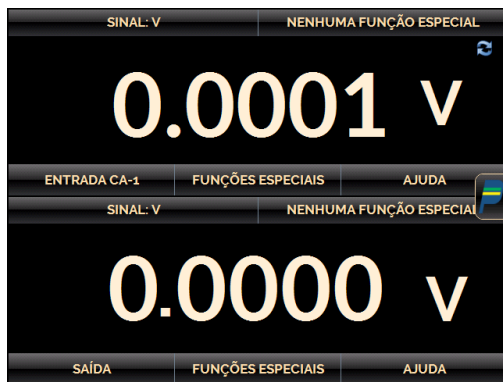 SINAL: V NENHUMA FUNÇÃO ESPECIAL
0.0001 V
ENTRADA CA-1 FUNÇÕES ESPECIAIS AJUDA
SINAL: V NENHUMA FUNÇÃO ESPECIAL
0.0000 V
SAÍDA FUNÇÕES ESPECIAIS AJUDA